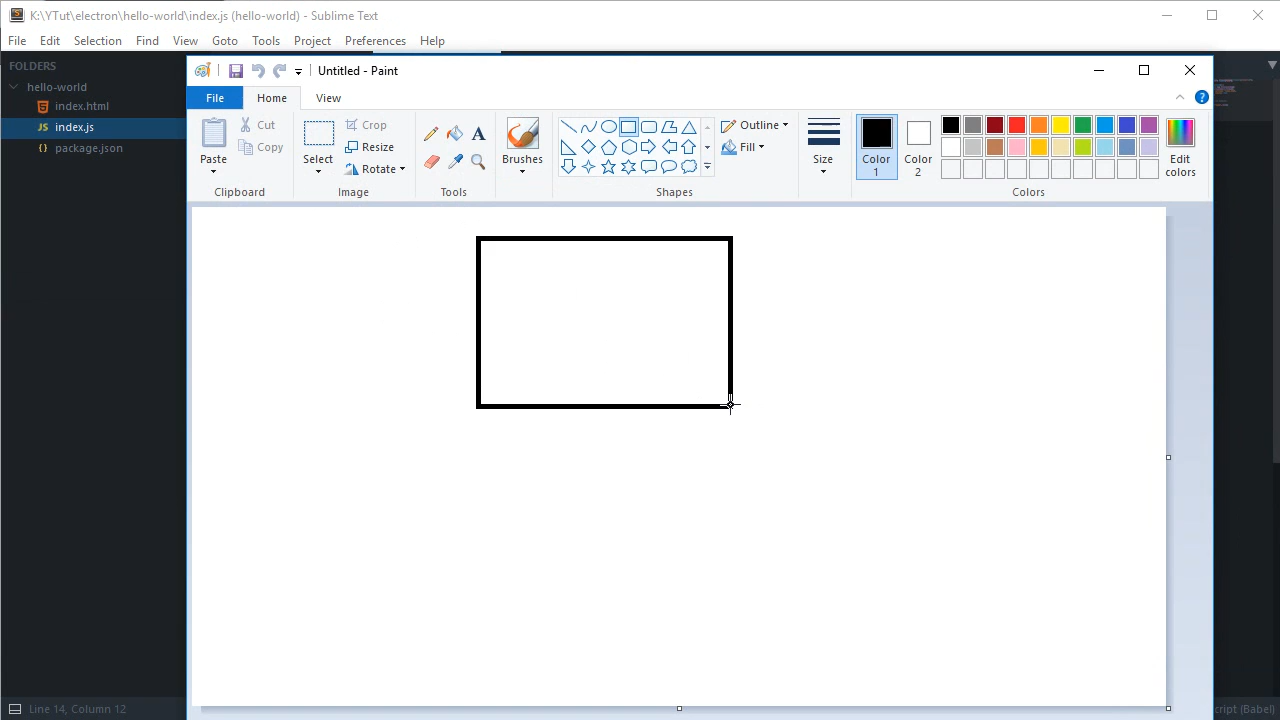 K:\YTut\electron\hello-world\index.js (hello-world) - Sublime Text
File Edit Selection Find View Goto Tools Project Preferences Help
FOLDERS
hello-world
index.html
JS index.js
{} package.json
Untitled - Paint
File Home View
Paste
Cut
Copy
Clipboard
Select
Crop
Resize
Rotate
Image
A
Tools
Brushes
Shapes
Outline
Fill
Size
Color 1
Color 2
Edit colors
Colors
Line 14, Column 12
cript (Babel)